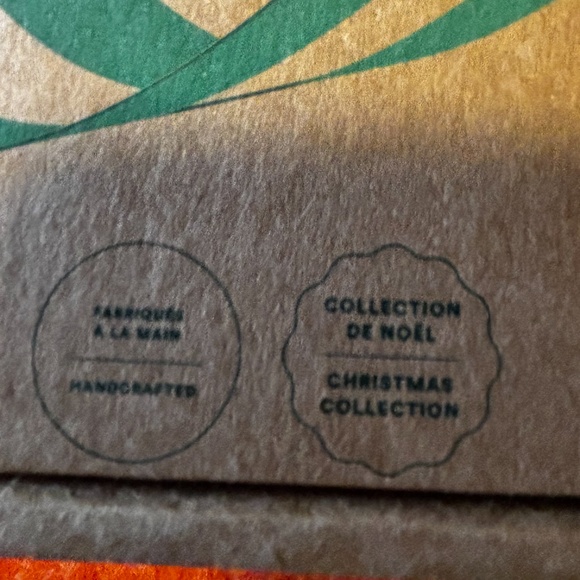 FABRIQUÉS
À LA MAIN
HANDCRAFTED
COLLECTION
DE NOËL
CHRISTMAS
COLLECTION